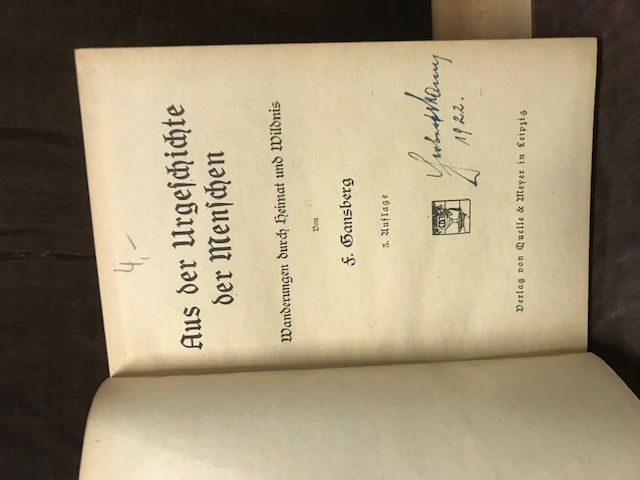 4,-
Aus der Urgeschichte
der Menschen
Wanderungen durch Heimat und Wildnis
Von
F. Gansberg
3. Auflage
Herbert
1922.
Verlag von Quelle & Meyer in Leipzig